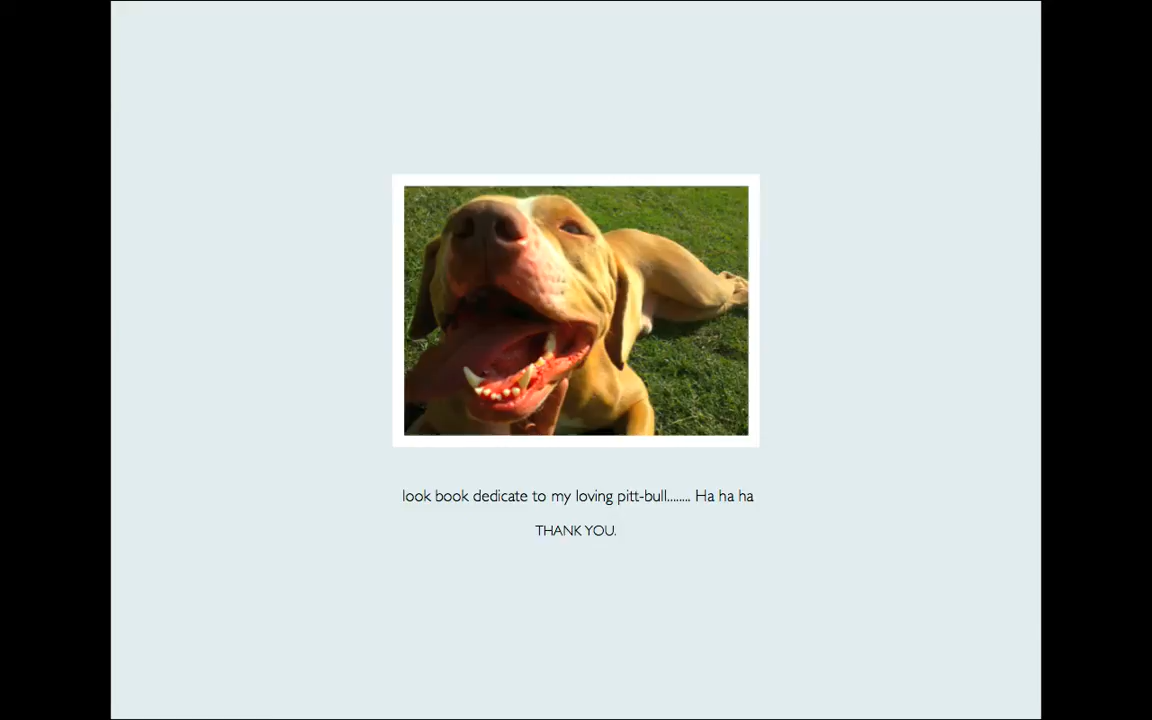 look book dedicate to my loving pitt-bull........ Ha ha ha
THANK YOU.